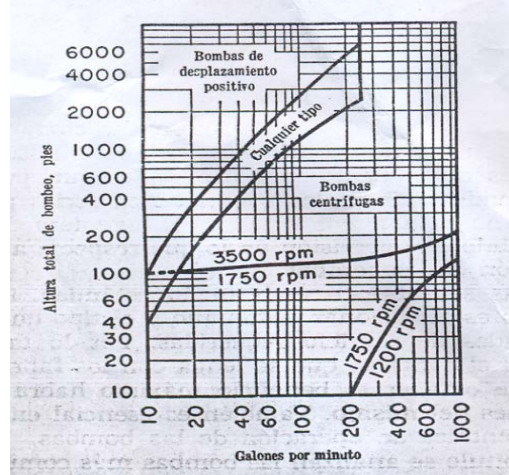 Altura total de bombeo, pies
6000
4000
2000
1000
600
400
200
100
60
40
30
20
10
Bombas de
desplazamiento
positivo
Cualquier tipo
Bombas
centrífugas
3500 rpm
1750 rpm
1750 rpm
1200 rpm
10
20
40
60
100
200
400
600
1000
Galones por minuto